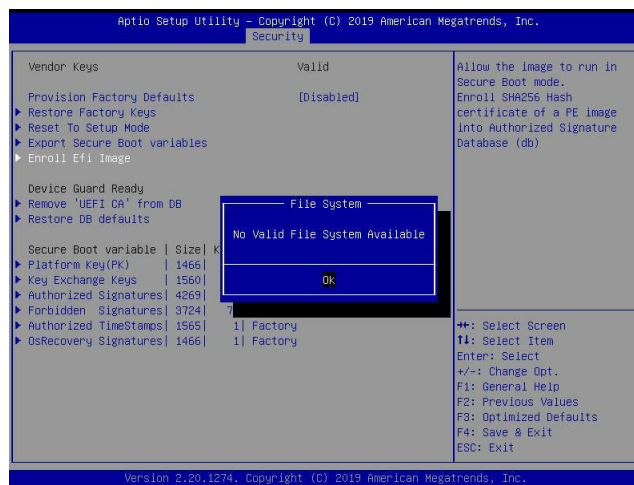 Aptio Setup Utility – Copyright (C) 2019 American Megatrends, Inc.
Security
Vendor Keys Valid
Provision Factory Defaults [Disabled]
Restore Factory Keys
Reset To Setup Mode
Export Secure Boot variables
Enroll Efi Image
Device Guard Ready
Remove 'UEFI CA' from DB
Restore DB defaults
Secure Boot variable | Size| K
Platform Key(PK) | 1466|
Key Exchange Keys | 1560|
Authorized Signatures| 4269|
Forbidden Signatures| 3724| 7
Authorized TimeStamps| 1565| 1| Factory
OsRecovery Signatures| 1466| 1| Factory
File System
No Valid File System Available
Ok
Allow the image to run in
Secure Boot mode.
Enroll SHA256 Hash
certificate of a PE image
into Authorized Signature
Database (db)
→←: Select Screen
↑↓: Select Item
Enter: Select
+/-: Change Opt.
F1: General Help
F2: Previous Values
F3: Optimized Defaults
F4: Save & Exit
ESC: Exit
Version 2.20.1274. Copyright (C) 2019 American Megatrends, Inc.